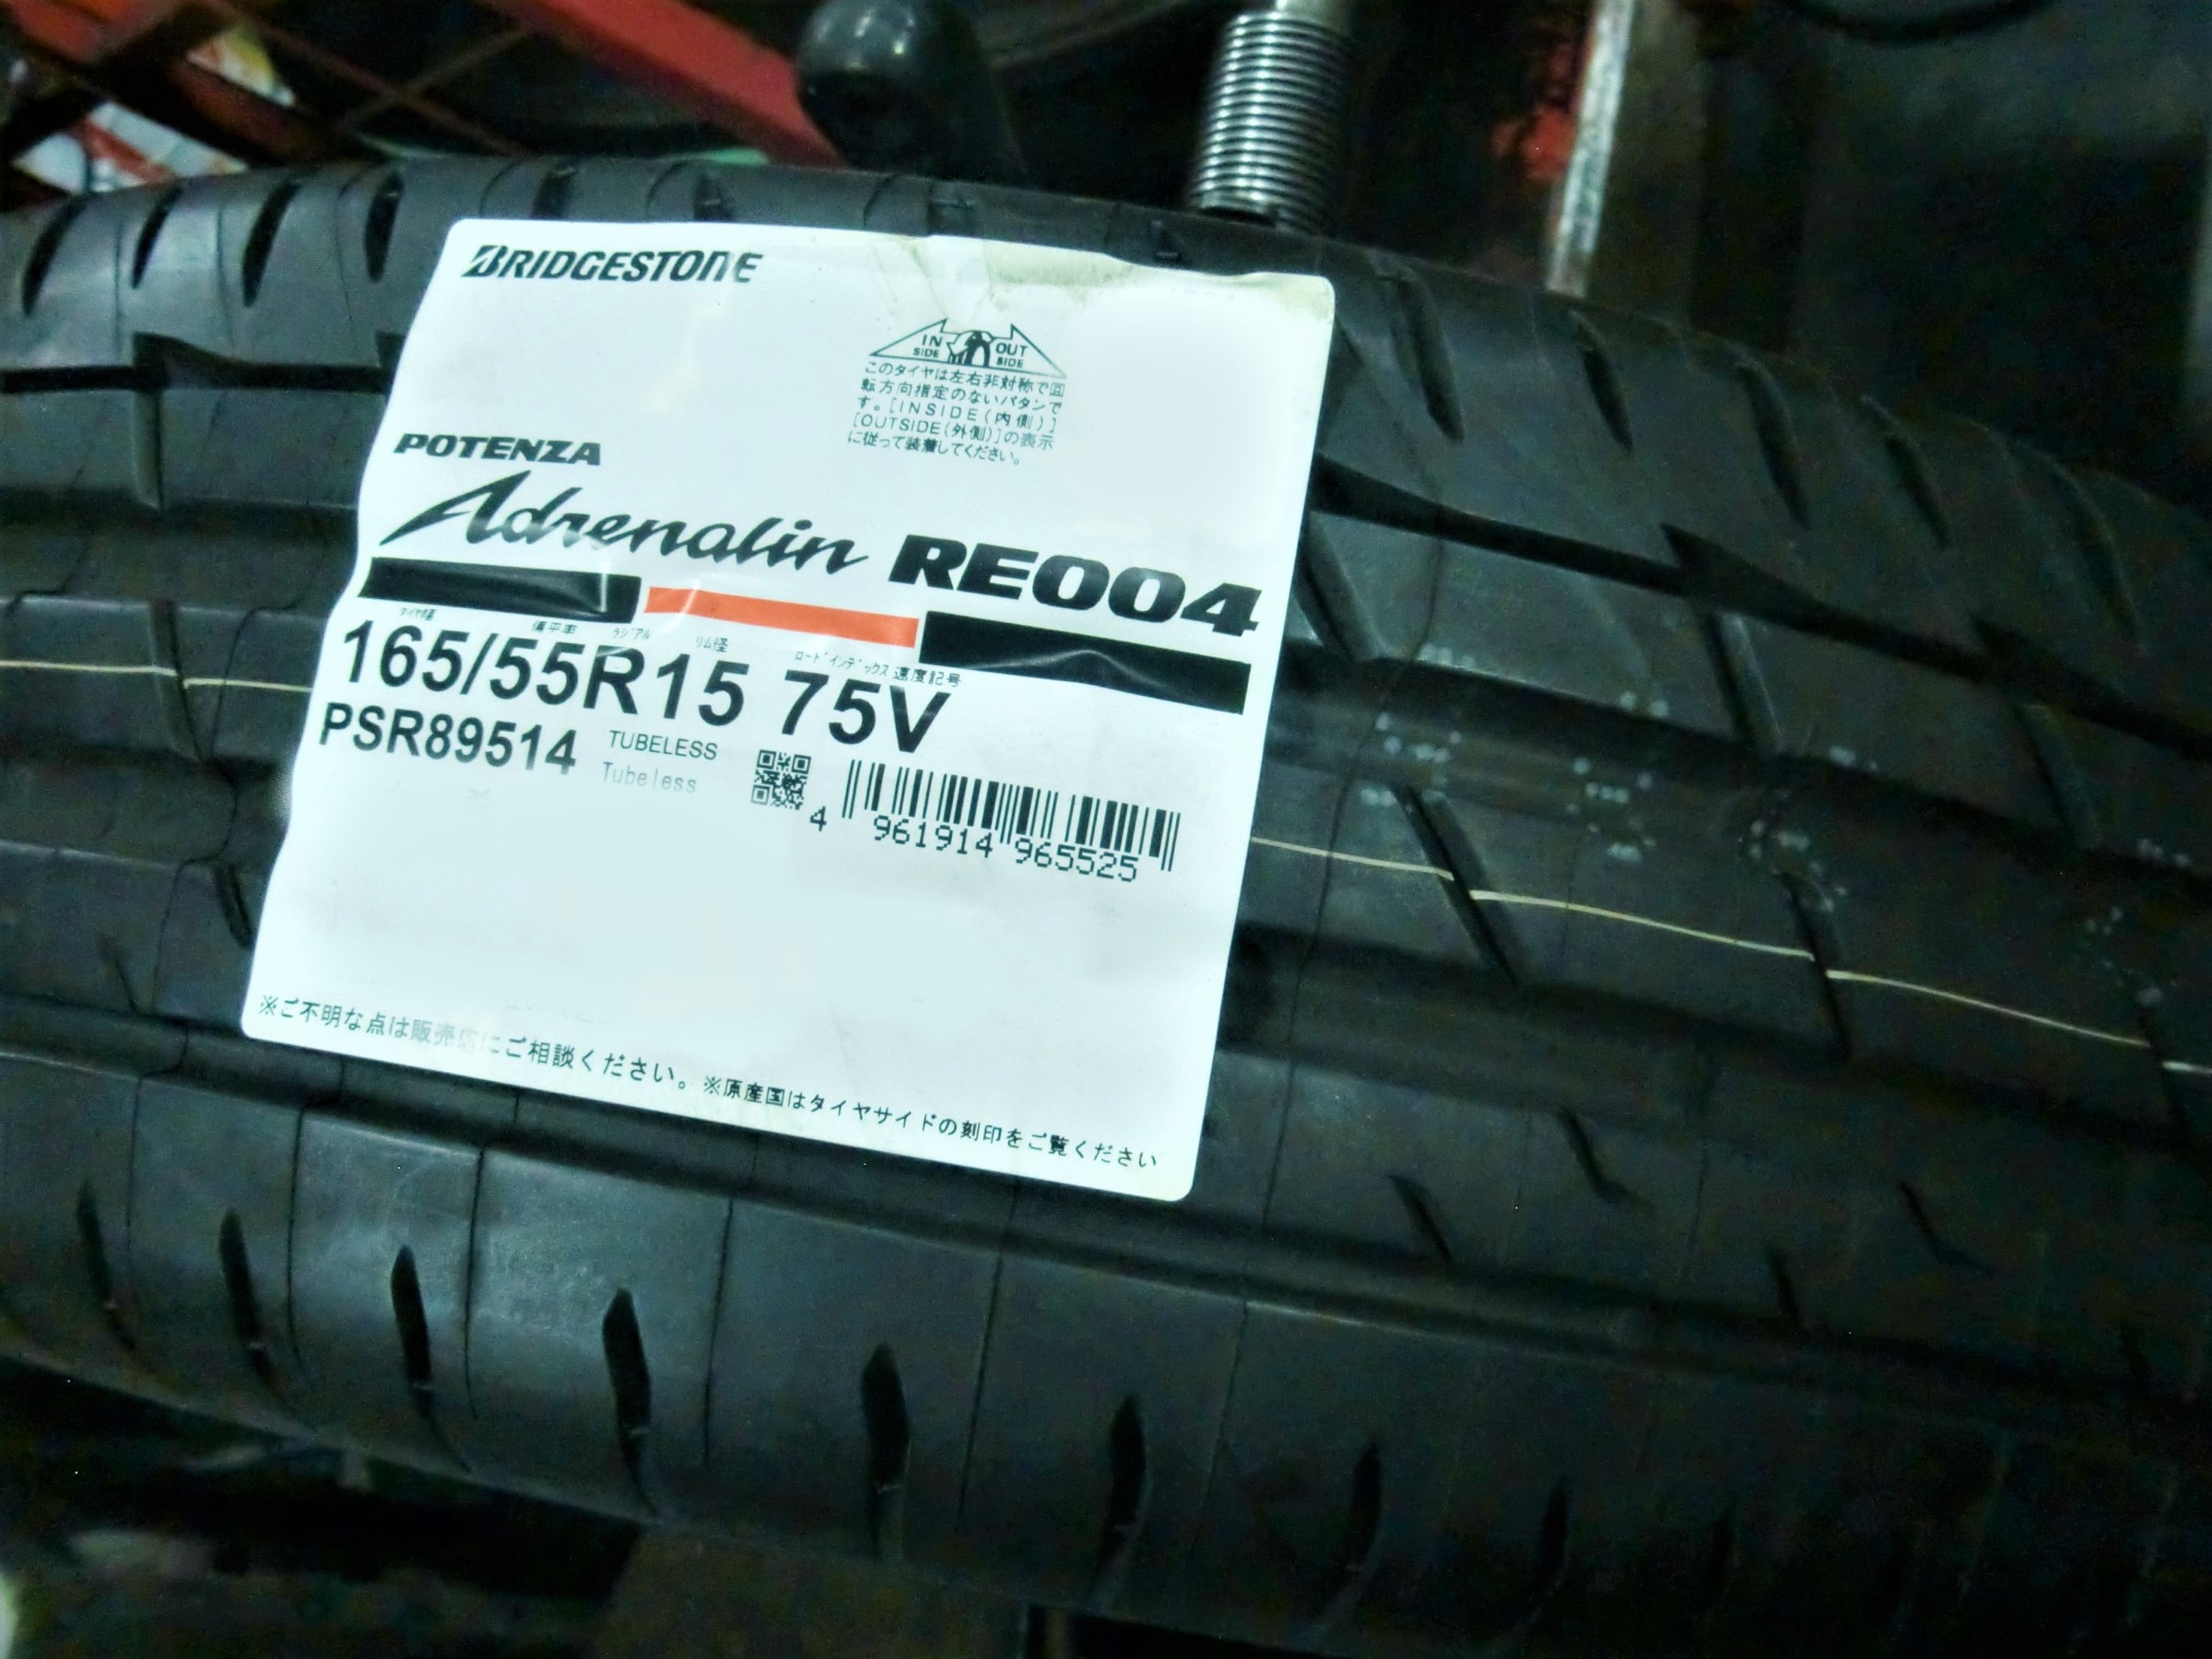 BRIDGESTONE
IN SIDE OUT SIDE
このタイヤは左右非対称で回
転方向指定のないパタンで
す。[INSIDE(内側)]
[OUTSIDE(外側)]の表示
に従って装着してください。
POTENZA
Adrenalin RE004
偏平率 ラジアル リム径 ロードインデックス 速度記号
165/55R15 75V
PSR89514 TUBELESS
Tubeless
4 961914 965525
※ご不明な点は販売店にご相談ください。※原産国はタイヤサイドの刻印をご覧ください